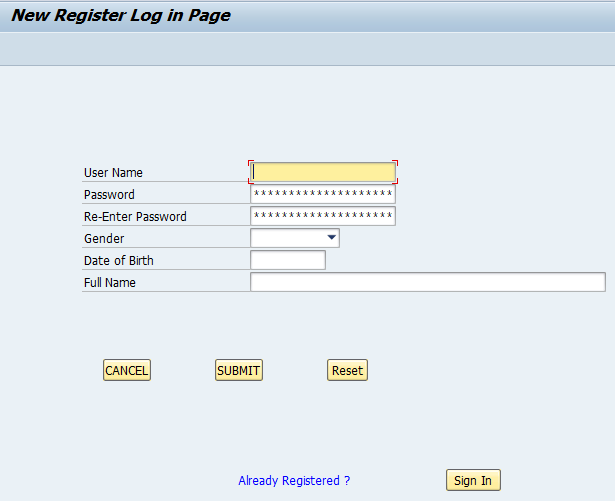 New Register Log in Page
User Name
Password ********************
Re-Enter Password ********************
Gender
Date of Birth
Full Name
CANCEL SUBMIT Reset
Already Registered ? Sign In